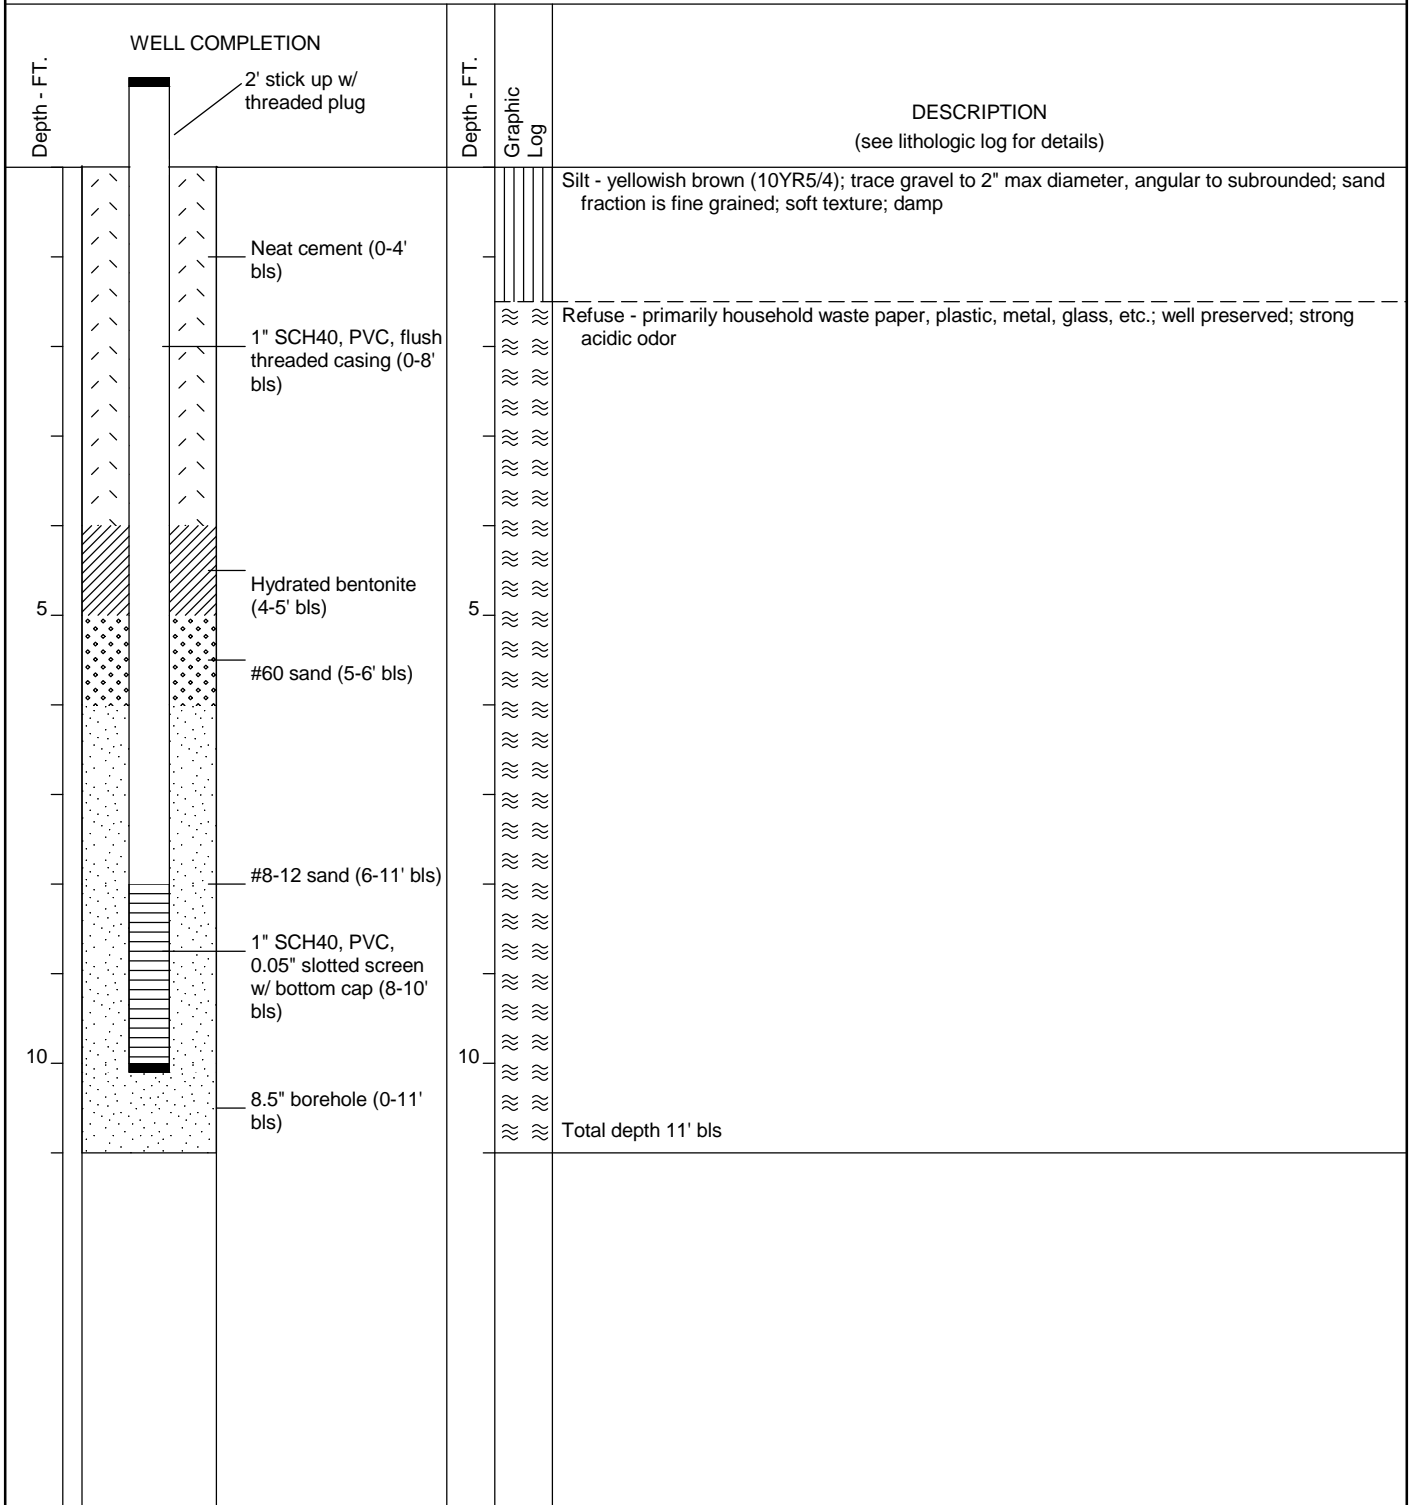 WELL COMPLETION
Depth - FT.
2' stick up w/
threaded plug
Neat cement (0-4'
bls)
1" SCH40, PVC, flush
threaded casing (0-8'
bls)
Hydrated bentonite
(4-5' bls)
5
#60 sand (5-6' bls)
#8-12 sand (6-11' bls)
1" SCH40, PVC,
0.05" slotted screen
w/ bottom cap (8-10'
bls)
10
8.5" borehole (0-11'
bls)
Depth - FT.
5
10
Graphic
Log
DESCRIPTION
(see lithologic log for details)
Silt - yellowish brown (10YR5/4); trace gravel to 2" max diameter, angular to subrounded; sand
fraction is fine grained; soft texture; damp
Refuse - primarily household waste paper, plastic, metal, glass, etc.; well preserved; strong
acidic odor
Total depth 11' bls